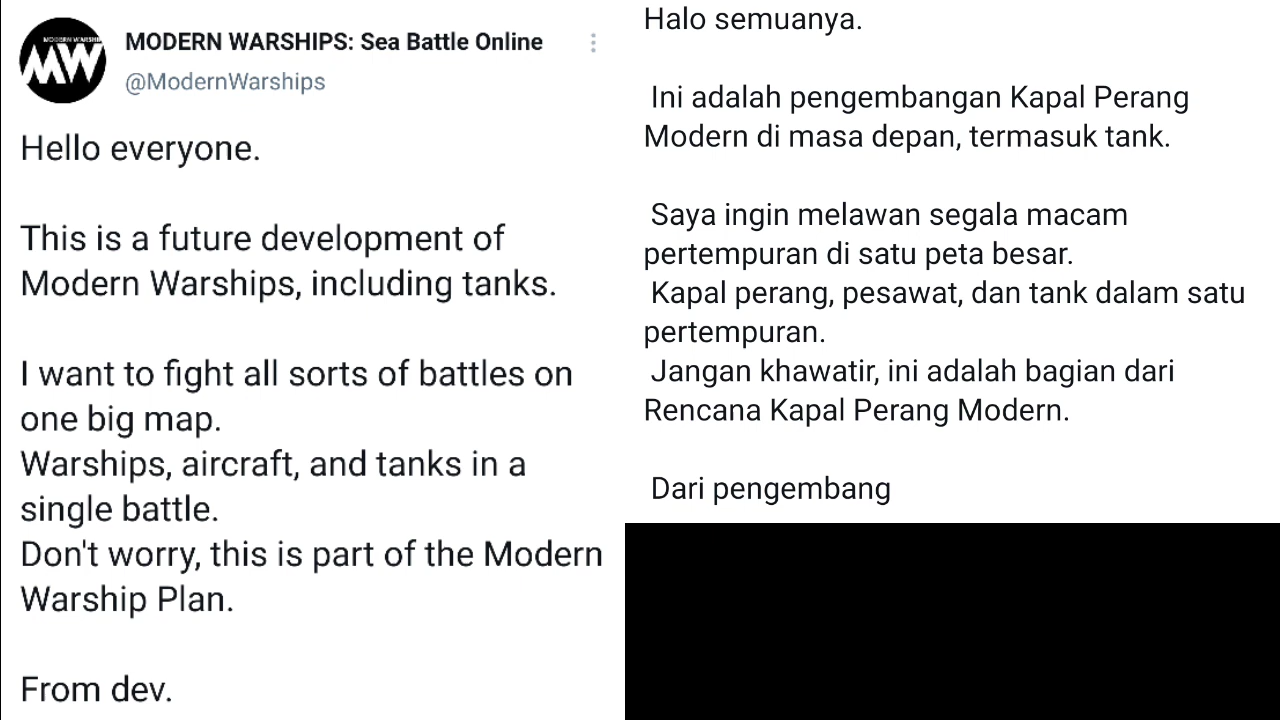 MODERN WARSHIPS
MW
MODERN WARSHIPS: Sea Battle Online
@ModernWarships
Hello everyone.
This is a future development of
Modern Warships, including tanks.
I want to fight all sorts of battles on
one big map.
Warships, aircraft, and tanks in a
single battle.
Don't worry, this is part of the Modern
Warship Plan.
From dev.
Halo semuanya.
Ini adalah pengembangan Kapal Perang
Modern di masa depan, termasuk tank.
Saya ingin melawan segala macam
pertempuran di satu peta besar.
Kapal perang, pesawat, dan tank dalam satu
pertempuran.
Jangan khawatir, ini adalah bagian dari
Rencana Kapal Perang Modern.
Dari pengembang